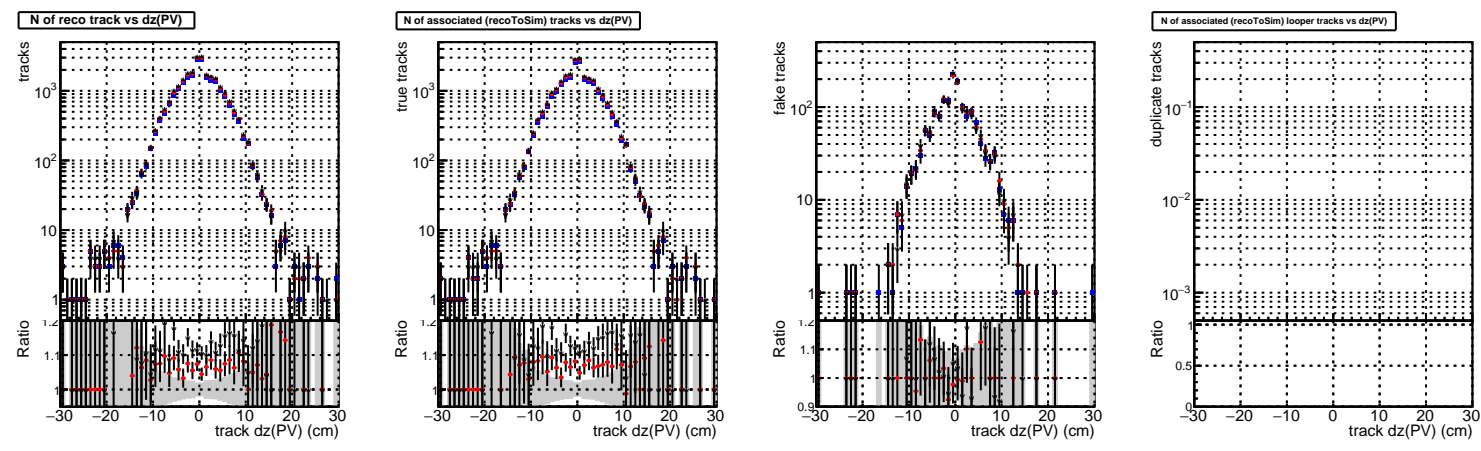 N of reco track vs dz(PV)
tracks
10³
10²
10
1
Ratio
1.2
1.1
1
−30 −20 −10 0 10 20 30
track dz(PV) (cm)
N of associated (recoToSim) tracks vs dz(PV)
true tracks
10³
10²
10
1
Ratio
1.2
1.1
1
−30 −20 −10 0 10 20 30
track dz(PV) (cm)
fake tracks
10²
10
1
Ratio
1.2
1.1
1
0.9
−30 −20 −10 0 10 20 30
track dz(PV) (cm)
N of associated (recoToSim) looper tracks vs dz(PV)
duplicate tracks
10⁻¹
10⁻²
10⁻³
Ratio
1
0.5
0
−30 −20 −10 0 10 20 30
track dz(PV) (cm)